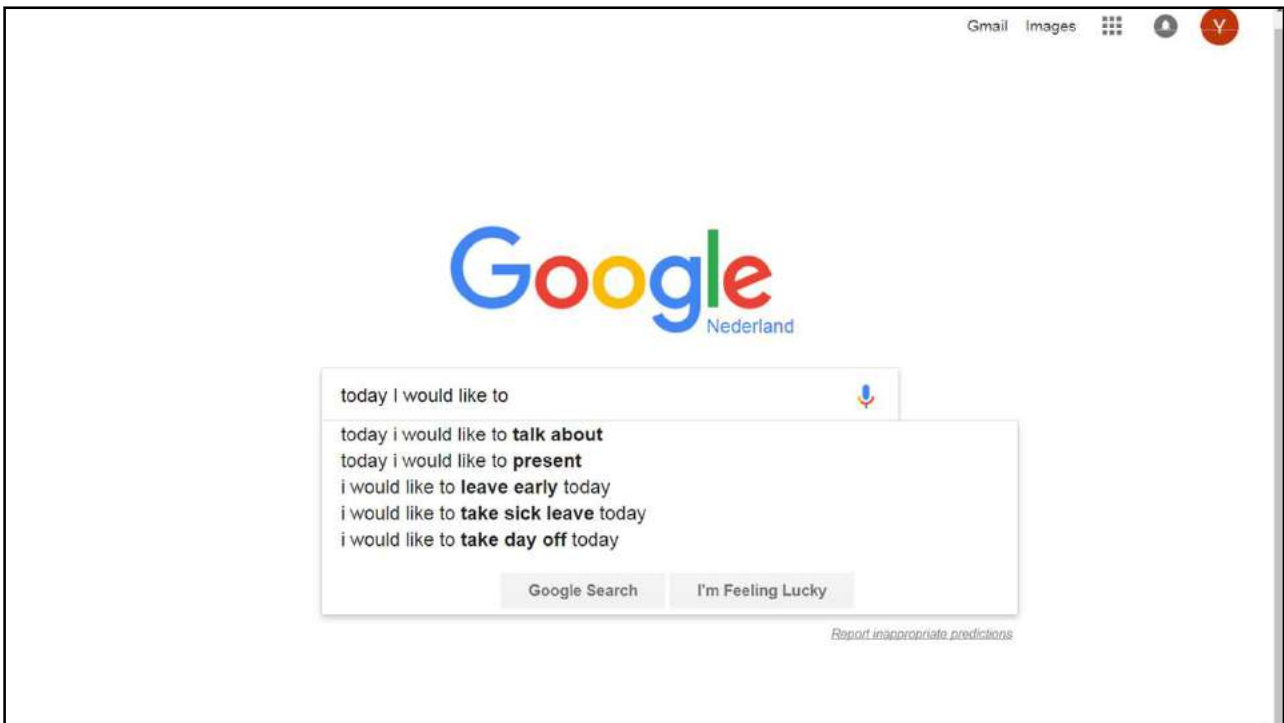 Gmail Images
Y
Google
Nederland
today I would like to
today i would like to talk about
today i would like to present
i would like to leave early today
i would like to take sick leave today
i would like to take day off today
Google Search I'm Feeling Lucky
Report inappropriate predictions